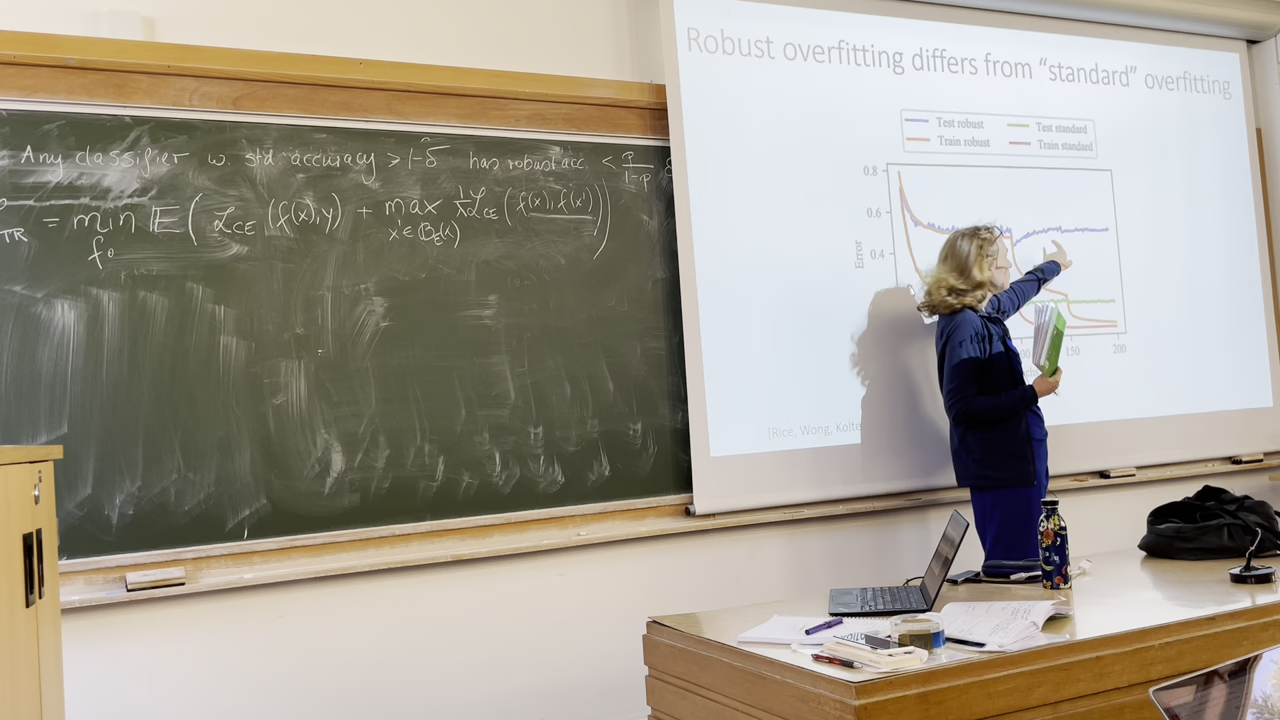 Any classifier w. std. accuracy > 1-δ has robust acc. < p/1-p δ
TR = min E( L_CE (f(x),y) + max 1/λ L_CE (f(x), f(x')))
f∘ x'∈B_ε(x)
Robust overfitting differs from “standard” overfitting
Test robust Test standard
Train robust Train standard
0.8
0.6
0.4
Error
150 200
[Rice, Wong, Kolte